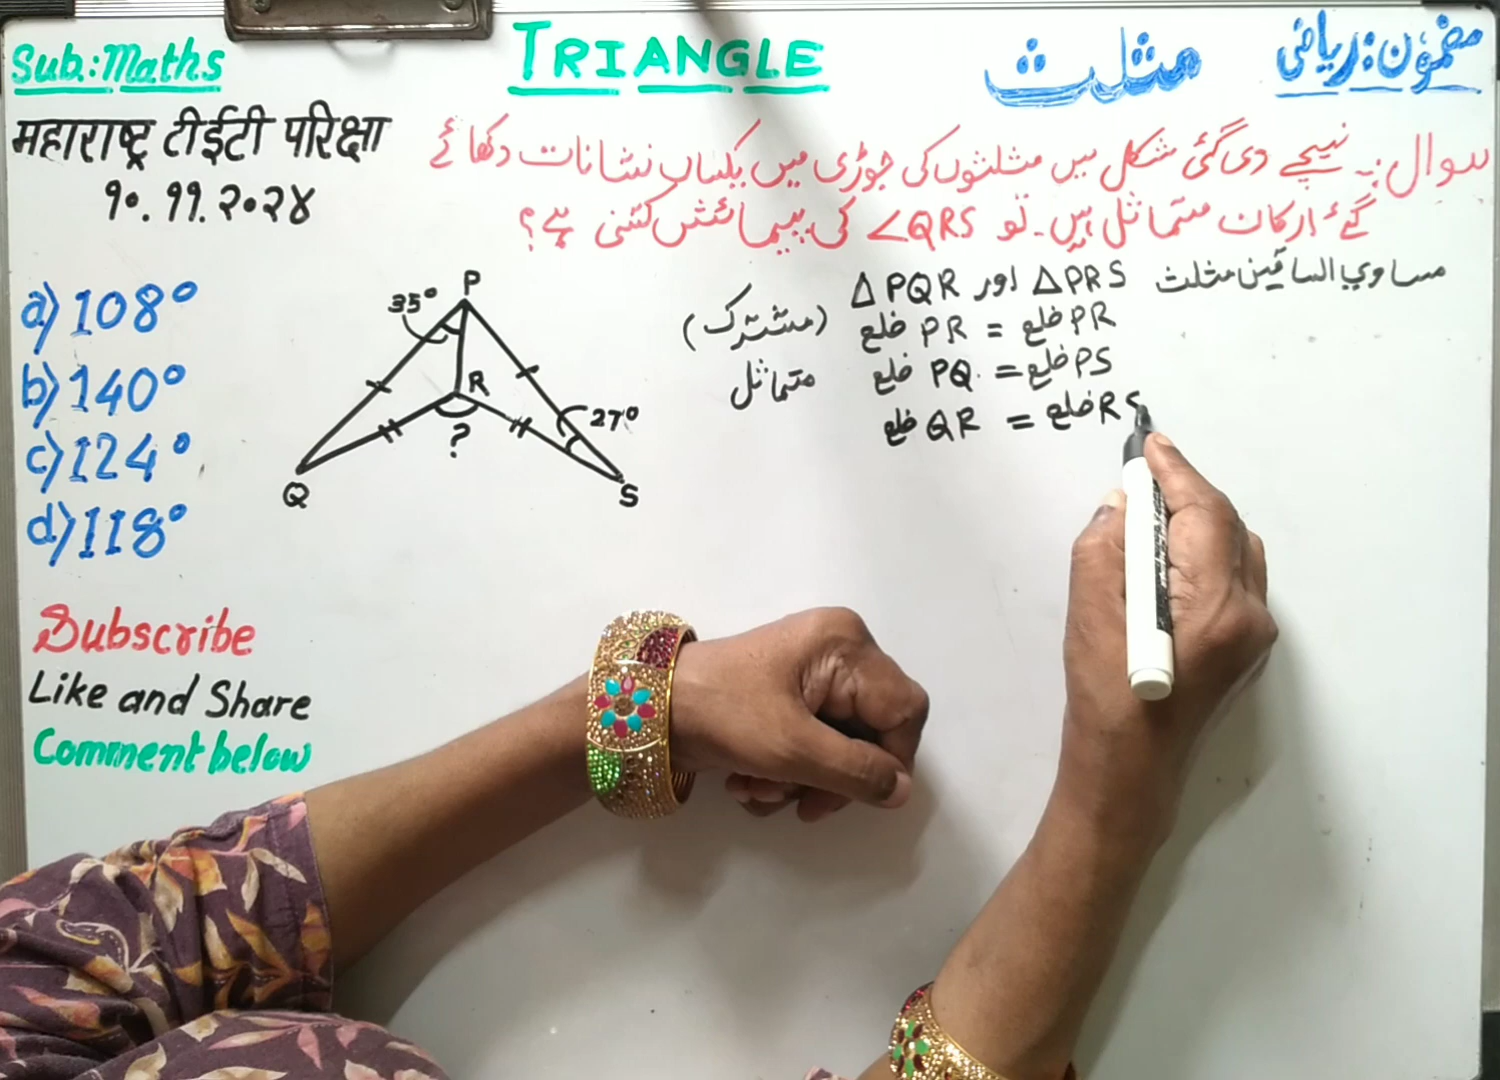 Sub.: Maths
TRIANGLE
مثلث
مضمون: ریاضی
महाराष्ट्र टीईटी परिक्षा
१०.११.२०२४
سوال:۔ نیچے دی گئی شکل میں مثلثوں کی جوڑی میں یکساں نشانات دکھائے
گئے ارکان متماثل ہیں۔ تو ∠QRS کی پیمائش کتنی ہے؟
a) 108°
b) 140°
c) 124°
d) 118°
P
35°
R
27°
?
Q
S
△PQR اور △PRS مساوی الساقین مثلث
ضلع PR = ضلع PR (مشترک)
ضلع PQ = ضلع PS متماثل
ضلع QR = ضلع RS
Subscribe
Like and Share
Comment below